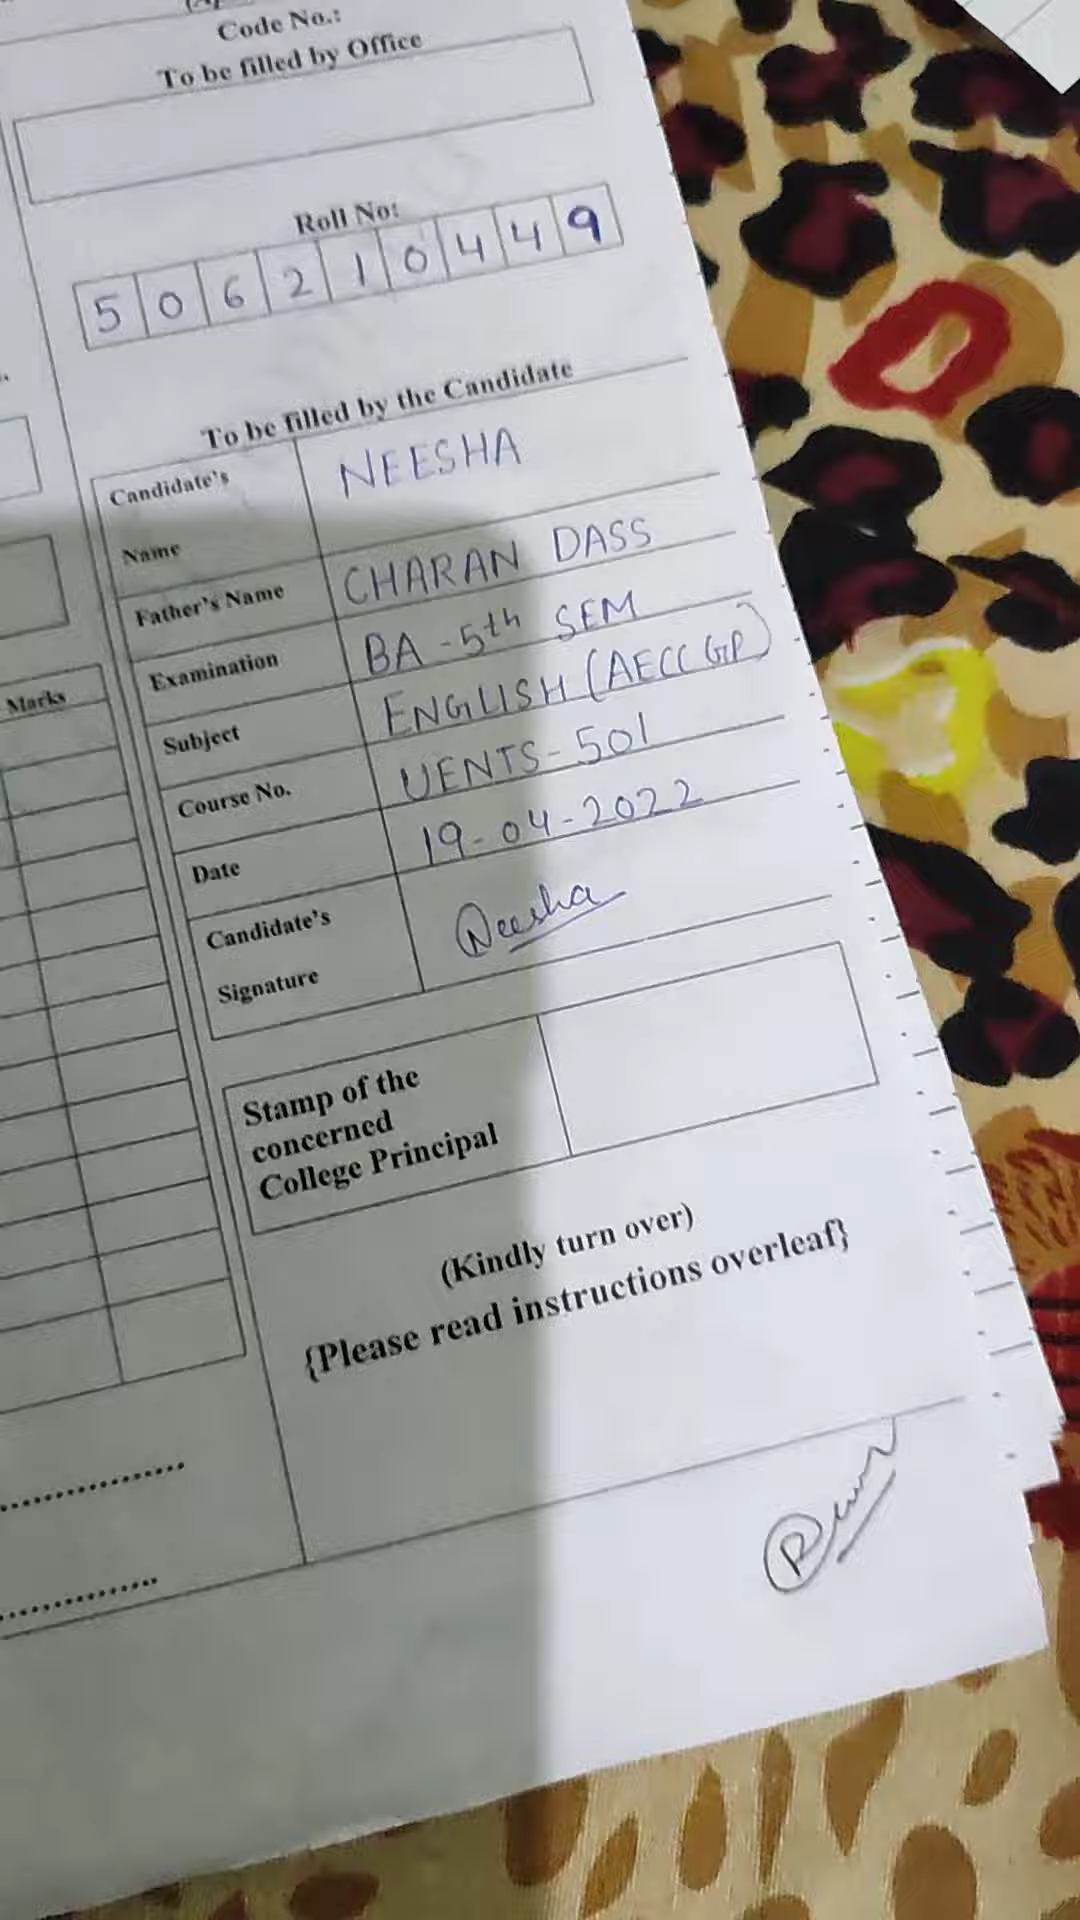 Code No.:
To be filled by Office
Roll No:
5 0 6 2 1 0 4 4 9
To be filled by the Candidate
Candidate's Name NEESHA
Father's Name CHARAN DASS
Examination BA - 5th SEM
Subject ENGLISH (AECC GP)
Course No. UENTS - 501
Date 19-04-2022
Candidate's Signature Neesha
Marks
Stamp of the
concerned
College Principal
(Kindly turn over)
{Please read instructions overleaf}